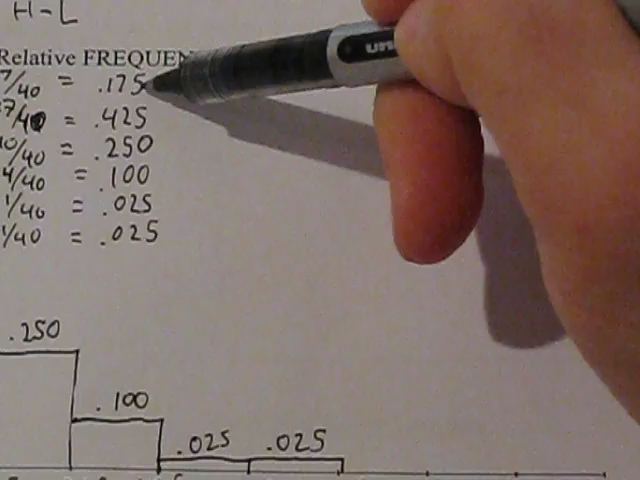 H-L
Relative FREQUEN
7/40 = .175
17/40 = .425
10/40 = .250
4/40 = .100
1/40 = .025
1/40 = .025
.250
.100
.025 .025
uni